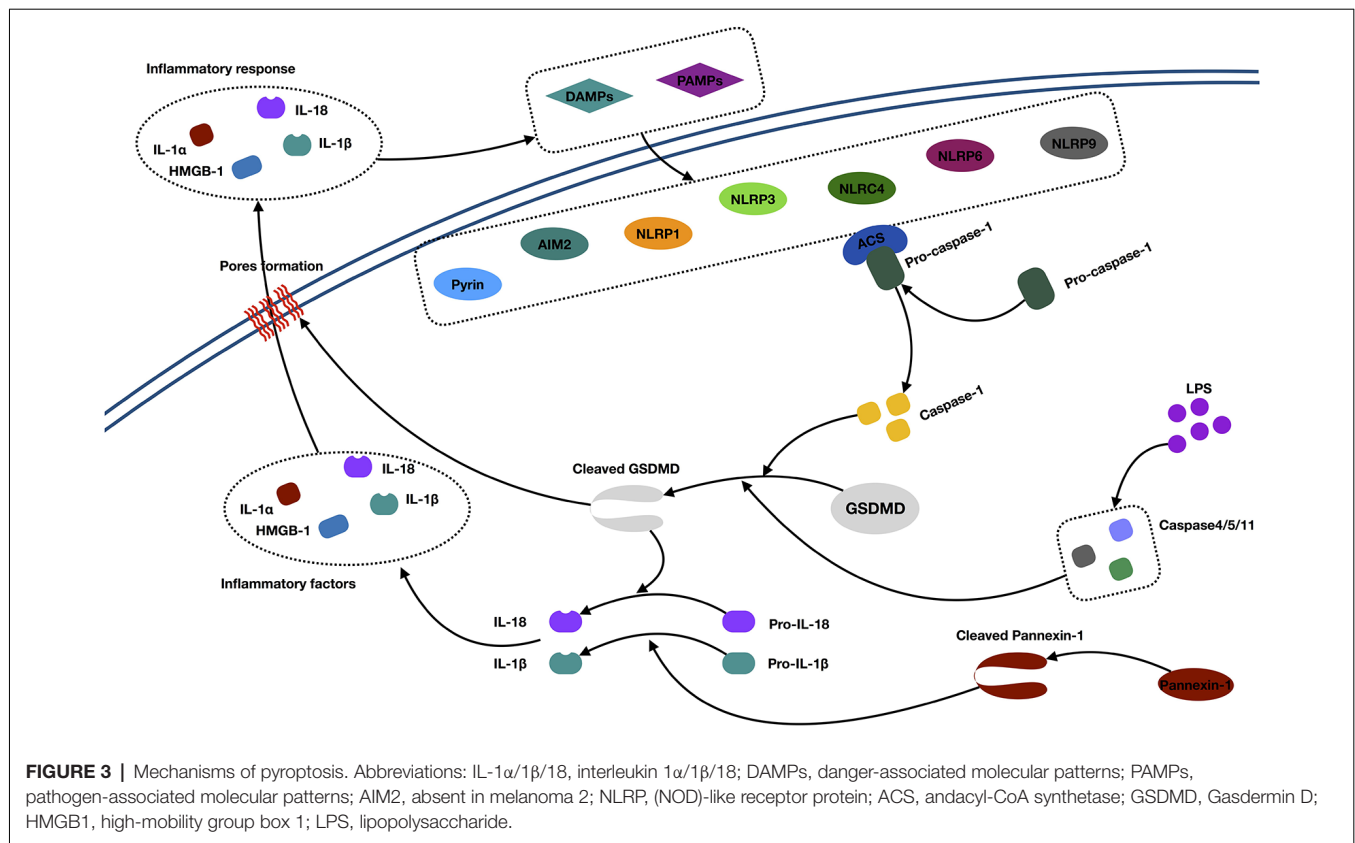 Inflammatory response
IL-18
IL-1α
IL-1β
HMGB-1
DAMPs
PAMPs
NLRP9
NLRP6
NLRC4
NLRP3
NLRP1
AIM2
Pyrin
ACS
Pro-caspase-1
Pro-caspase-1
Pores formation
Caspase-1
LPS
Cleaved GSDMD
GSDMD
Caspase4/5/11
IL-18
IL-1α
IL-1β
HMGB-1
Inflammatory factors
IL-18
Pro-IL-18
IL-1β
Pro-IL-1β
Cleaved Pannexin-1
Pannexin-1
FIGURE 3 | Mechanisms of pyroptosis. Abbreviations: IL-1α/1β/18, interleukin 1α/1β/18; DAMPs, danger-associated molecular patterns; PAMPs,
pathogen-associated molecular patterns; AIM2, absent in melanoma 2; NLRP, (NOD)-like receptor protein; ACS, andacyl-CoA synthetase; GSDMD, Gasdermin D;
HMGB1, high-mobility group box 1; LPS, lipopolysaccharide.